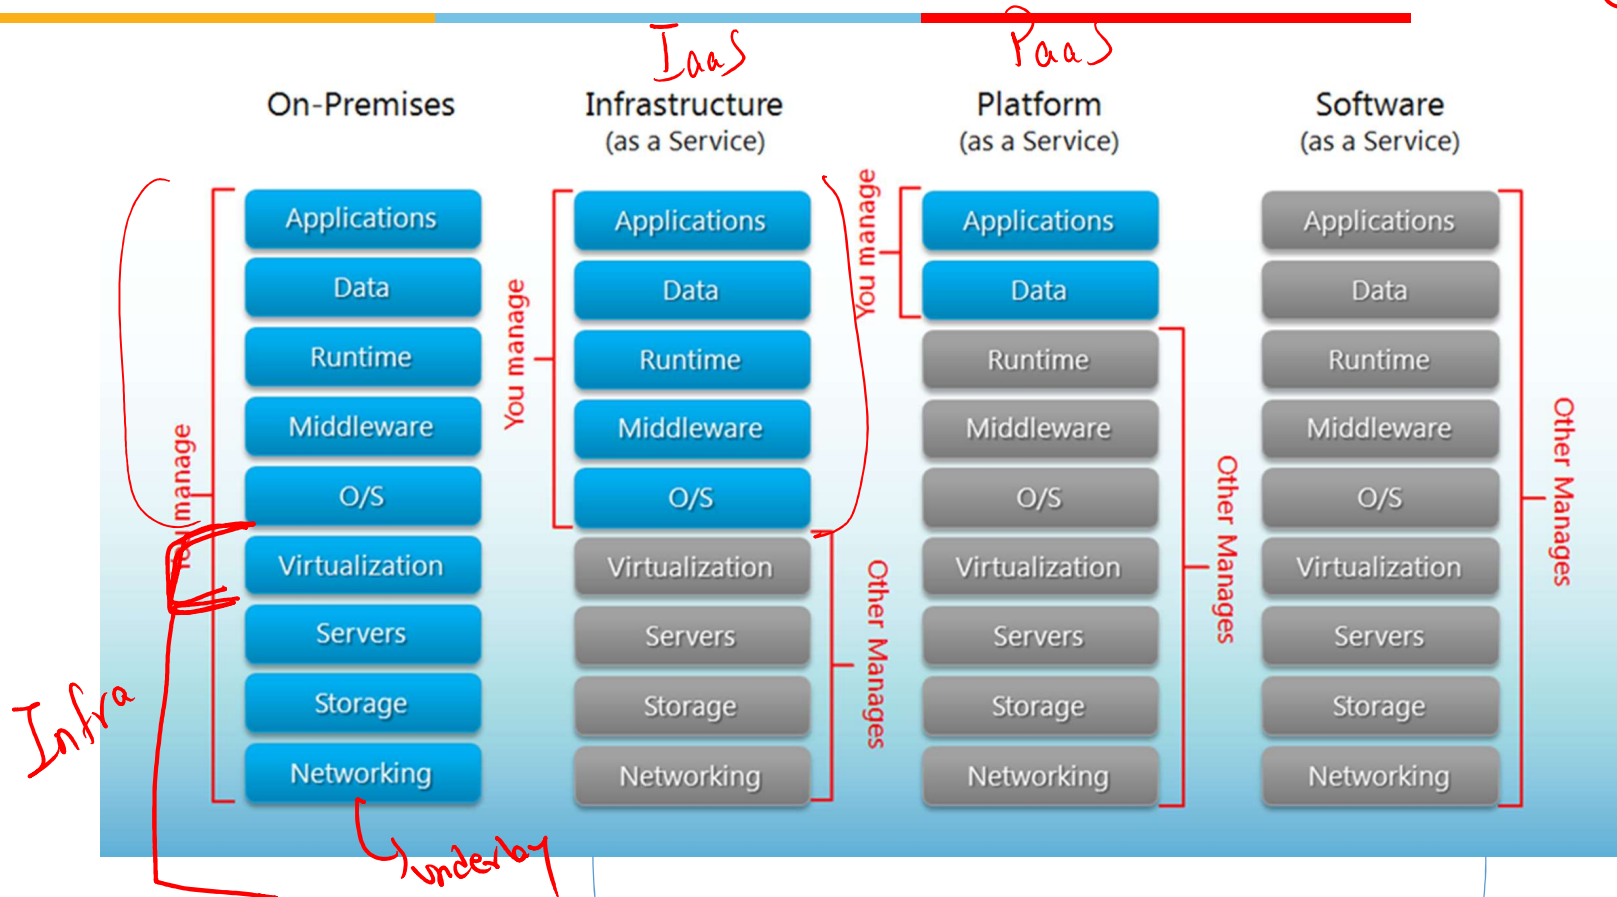 IaaS
PaaS
On-Premises
Infrastructure
(as a Service)
Platform
(as a Service)
Software
(as a Service)
You manage
Applications
Data
Runtime
Middleware
O/S
Virtualization
Servers
Storage
Networking
Infra
You manage
Applications
Data
Runtime
Middleware
O/S
Virtualization
Servers
Storage
Networking
Other Manages
You manage
Applications
Data
Runtime
Middleware
O/S
Virtualization
Servers
Storage
Networking
Other Manages
Applications
Data
Runtime
Middleware
O/S
Virtualization
Servers
Storage
Networking
Other Manages